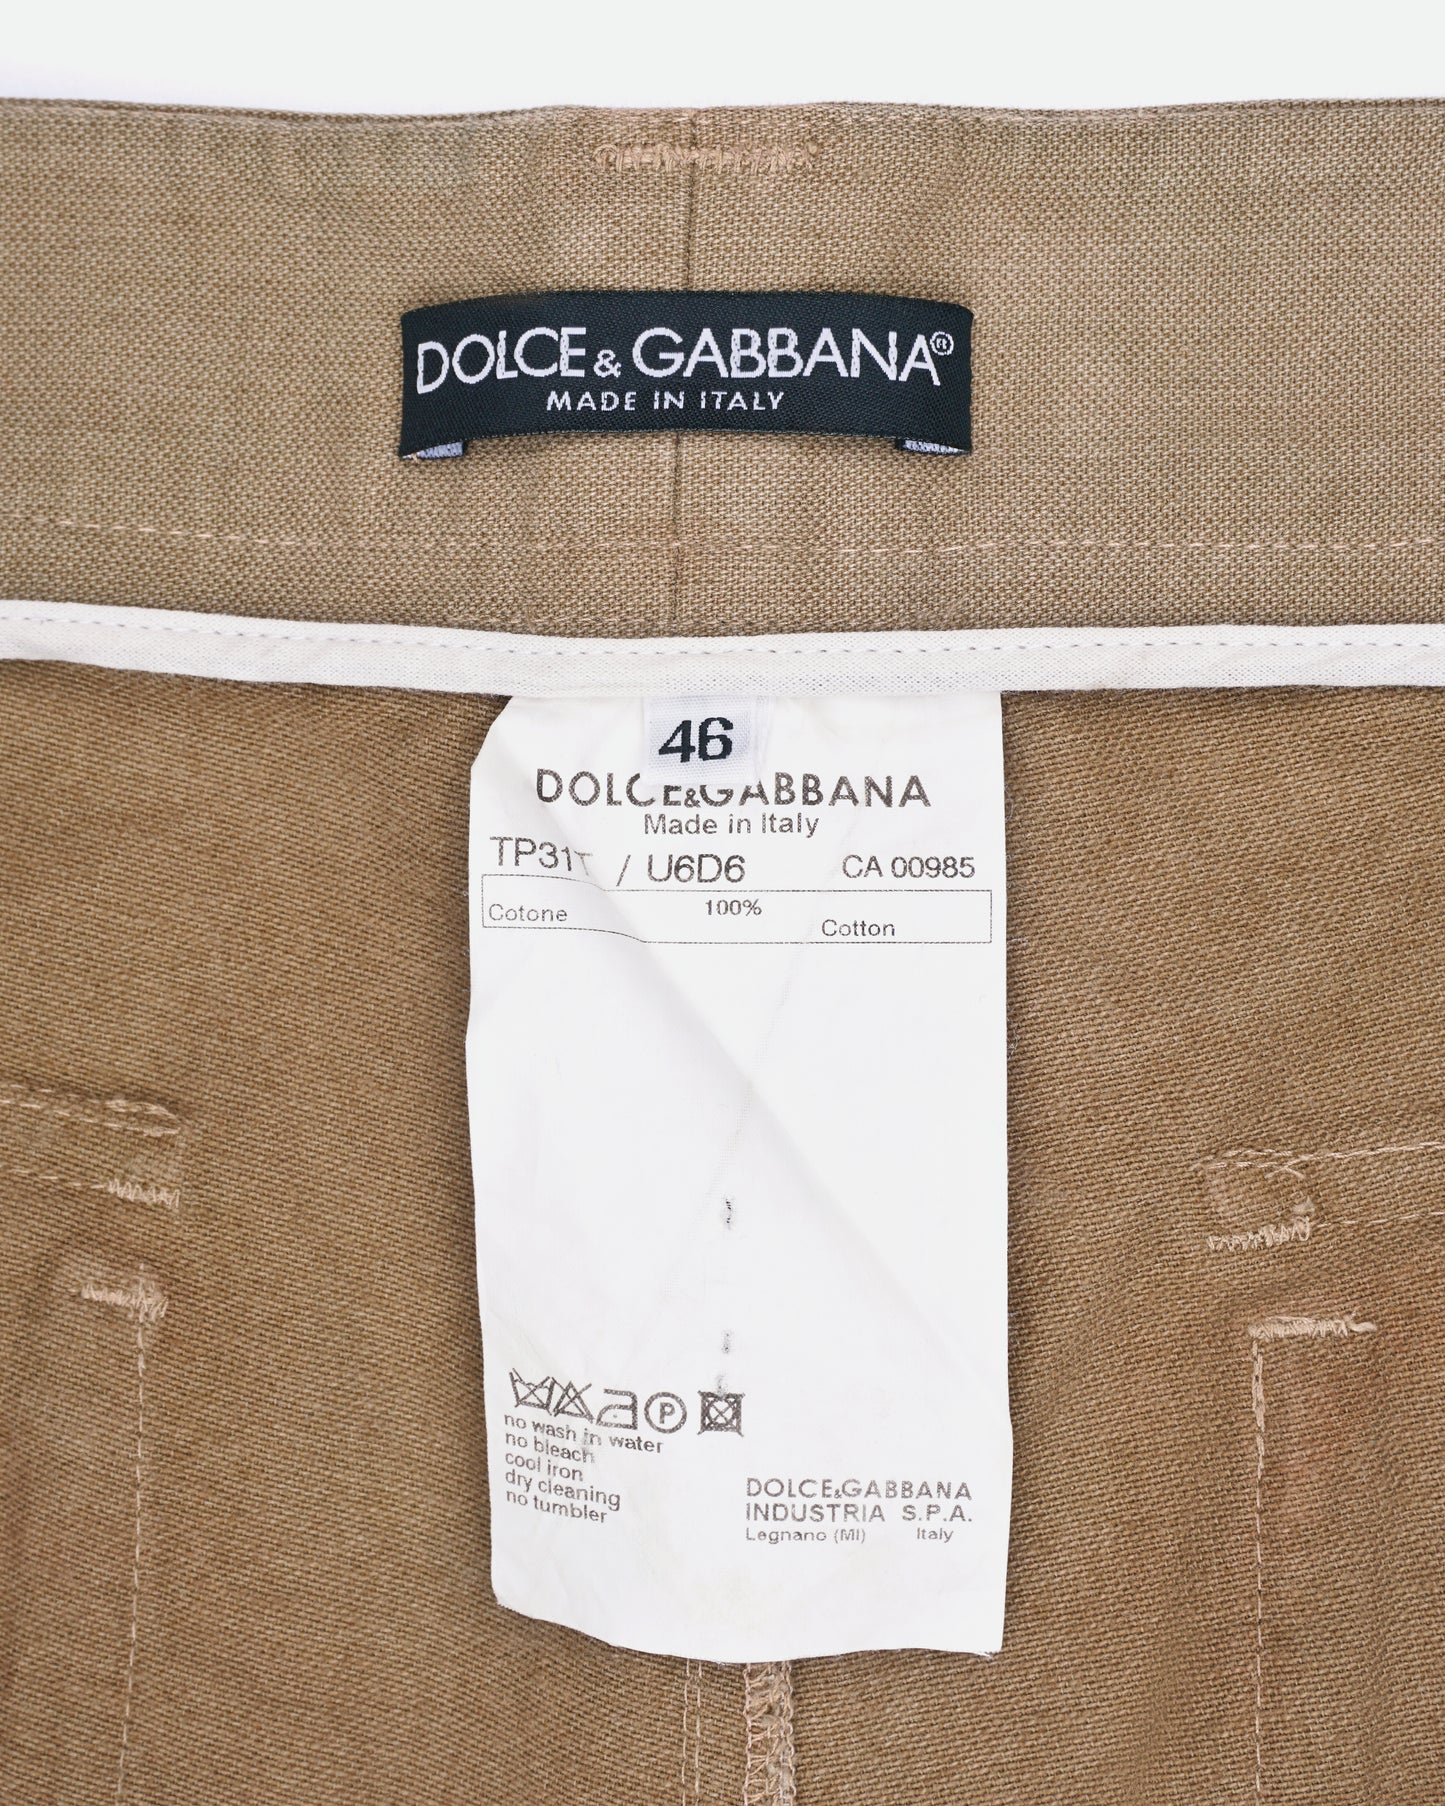 DOLCE & GABBANA®
MADE IN ITALY
46
DOLCE&GABBANA
Made in Italy
TP31T / U6D6 CA 00985
Cotone 100% Cotton
P
no wash in water
no bleach
cool iron
dry cleaning
no tumbler
DOLCE&GABBANA
INDUSTRIA S.P.A.
Legnano (MI) Italy